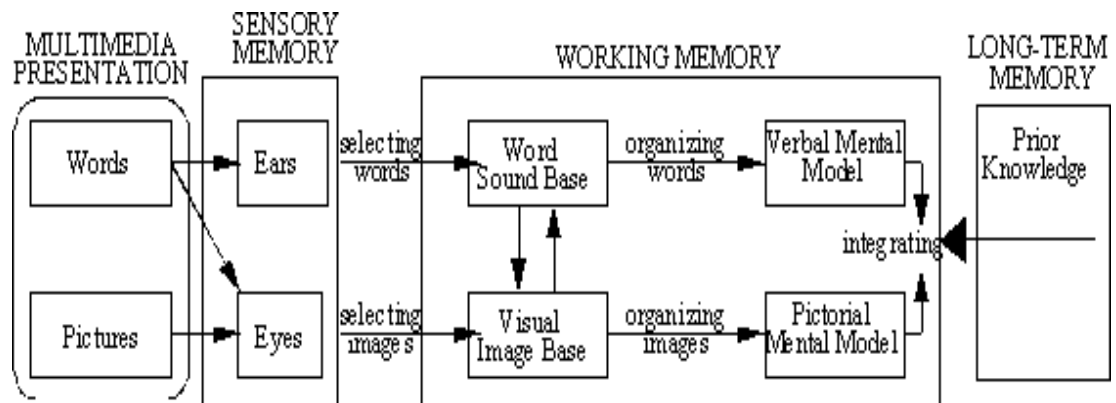 MULTIMEDIA
PRESENTATION
SENSORY
MEMORY
WORKING MEMORY
LONG-TERM
MEMORY
Words
Ears
selecting
words
Word
Sound Base
organizing
words
Verbal Mental
Model
Prior
Knowledge
integrating
Pictures
Eyes
selecting
images
Visual
Image Base
organizing
images
Pictorial
Mental Model